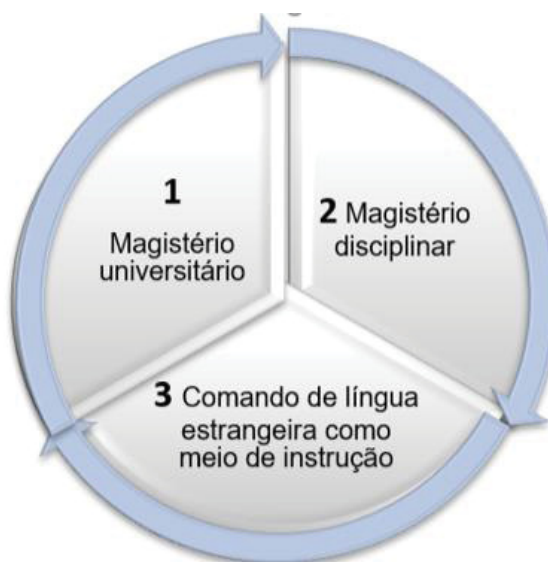 1
Magistério
universitário
2 Magistério
disciplinar
3 Comando de língua
estrangeira como
meio de instrução